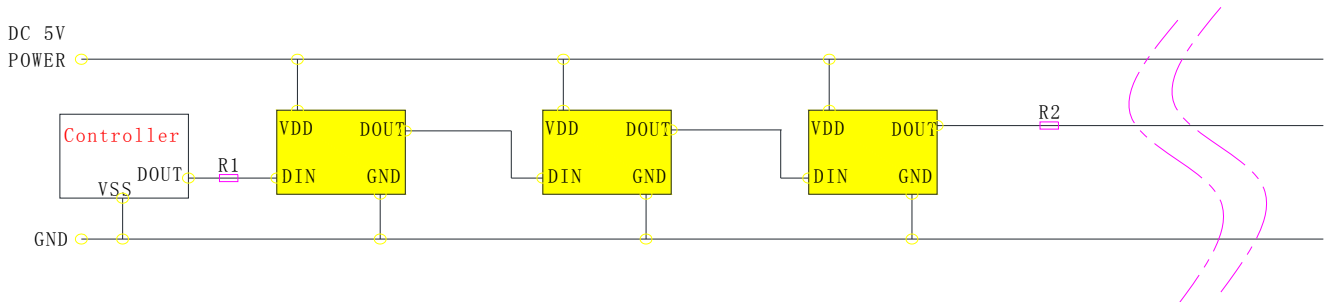 DC 5V
POWER
Controller
DOUT
VSS
R1
VDD
DOUT
DIN
GND
VDD
DOUT
DIN
GND
VDD
DOUT
DIN
GND
R2
GND